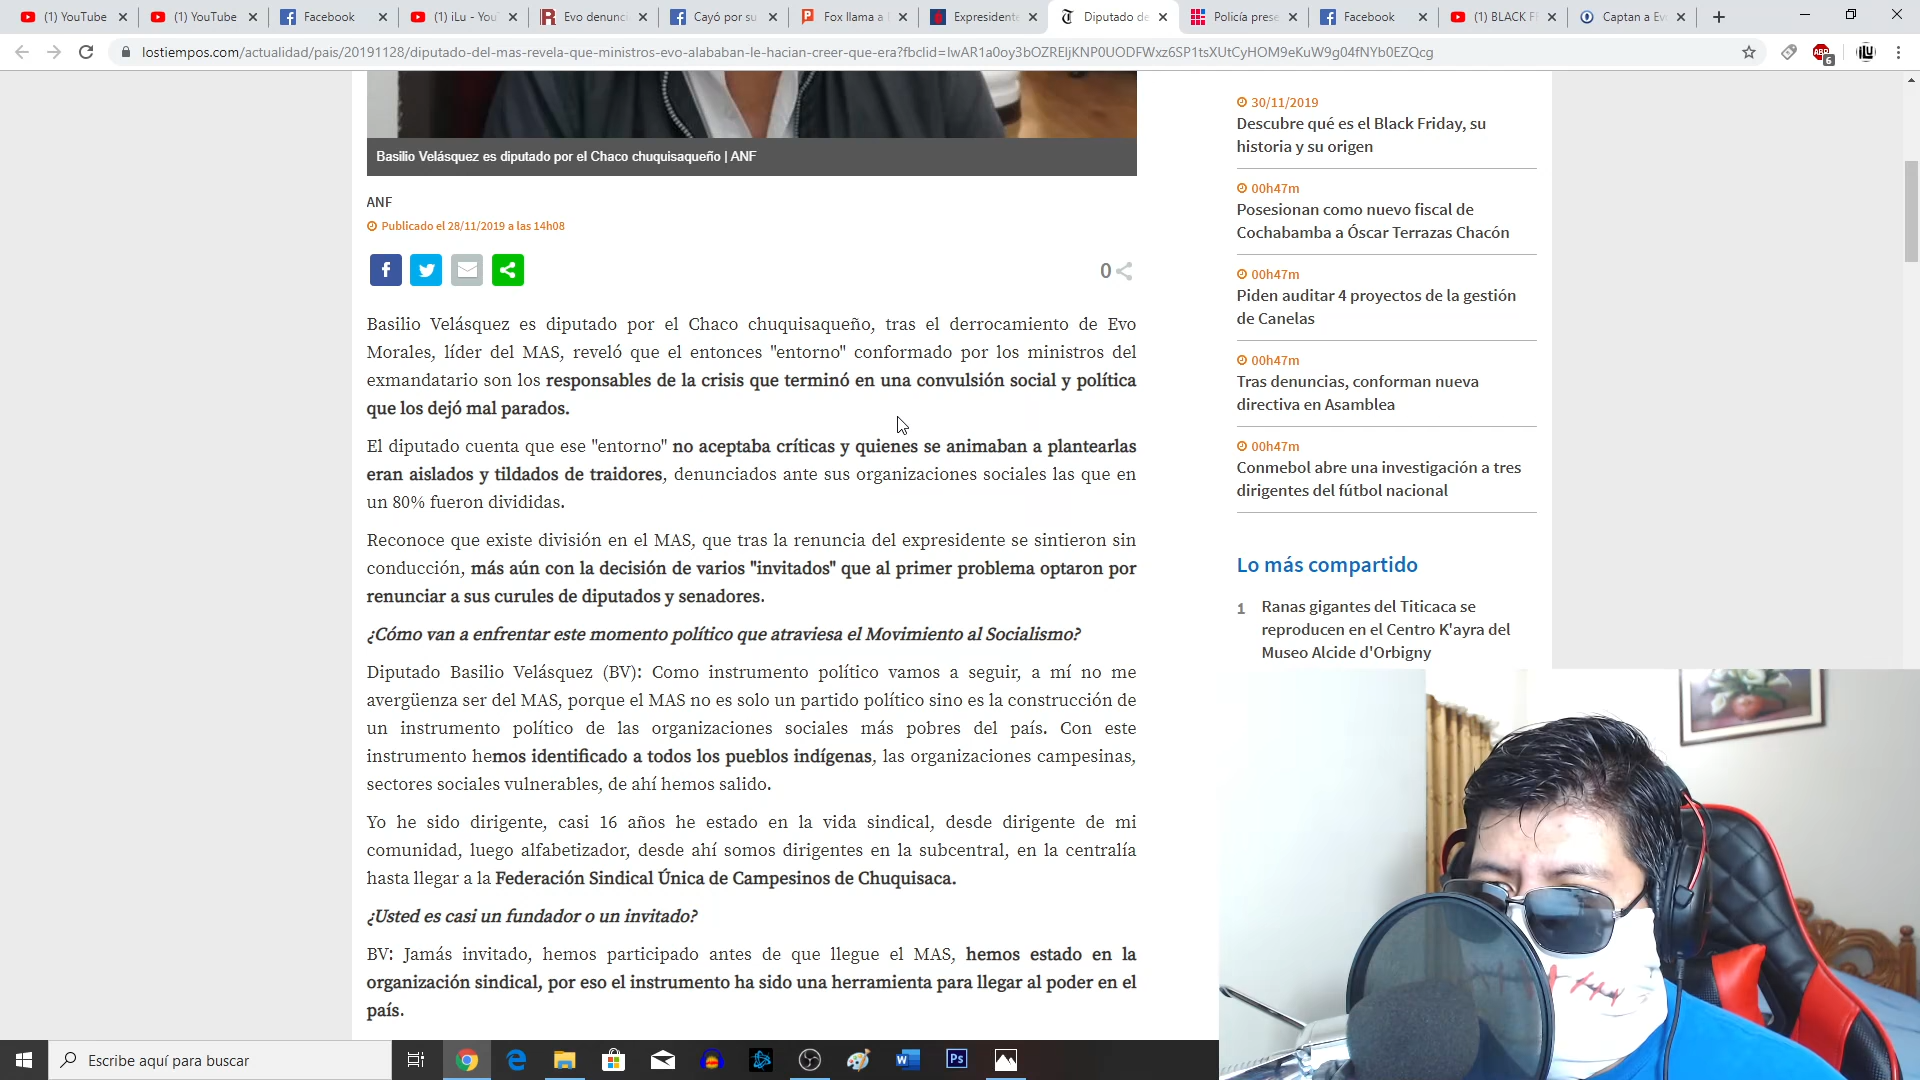 (1) YouTube
(1) YouTube
Facebook
(1) iLu - You
Evo denunc
Cayó por su
Fox llama a
Expresidente
Diputado de
Policía prese
Facebook
(1) BLACK F
Captan a Ev
lostiempos.com/actualidad/pais/20191128/diputado-del-mas-revela-que-ministros-evo-alababan-le-hacian-creer-que-era?fbclid=IwAR1a0oy3bOZREljKNP0UODFWxz6SP1tsXUtCyHOM9eKuW9g04fNYb0EZQcg
ABP
6
iLU
Basilio Velásquez es diputado por el Chaco chuquisaqueño | ANF
ANF
Publicado el 28/11/2019 a las 14h08
0
Basilio Velásquez es diputado por el Chaco chuquisaqueño, tras el derrocamiento de Evo
Morales, líder del MAS, reveló que el entonces "entorno" conformado por los ministros del
exmandatario son los responsables de la crisis que terminó en una convulsión social y política
que los dejó mal parados.
El diputado cuenta que ese "entorno" no aceptaba críticas y quienes se animaban a plantearlas
eran aislados y tildados de traidores, denunciados ante sus organizaciones sociales las que en
un 80% fueron divididas.
Reconoce que existe división en el MAS, que tras la renuncia del expresidente se sintieron sin
conducción, más aún con la decisión de varios "invitados" que al primer problema optaron por
renunciar a sus curules de diputados y senadores.
¿Cómo van a enfrentar este momento político que atraviesa el Movimiento al Socialismo?
Diputado Basilio Velásquez (BV): Como instrumento político vamos a seguir, a mí no me
avergüenza ser del MAS, porque el MAS no es solo un partido político sino es la construcción de
un instrumento político de las organizaciones sociales más pobres del país. Con este
instrumento hemos identificado a todos los pueblos indígenas, las organizaciones campesinas,
sectores sociales vulnerables, de ahí hemos salido.
Yo he sido dirigente, casi 16 años he estado en la vida sindical, desde dirigente de mi
comunidad, luego alfabetizador, desde ahí somos dirigentes en la subcentral, en la centralía
hasta llegar a la Federación Sindical Única de Campesinos de Chuquisaca.
¿Usted es casi un fundador o un invitado?
BV: Jamás invitado, hemos participado antes de que llegue el MAS, hemos estado en la
organización sindical, por eso el instrumento ha sido una herramienta para llegar al poder en el
país.
30/11/2019
Descubre qué es el Black Friday, su
historia y su origen
00h47m
Posesionan como nuevo fiscal de
Cochabamba a Óscar Terrazas Chacón
00h47m
Piden auditar 4 proyectos de la gestión
de Canelas
00h47m
Tras denuncias, conforman nueva
directiva en Asamblea
00h47m
Conmebol abre una investigación a tres
dirigentes del fútbol nacional
Lo más compartido
1 Ranas gigantes del Titicaca se
reproducen en el Centro K'ayra del
Museo Alcide d'Orbigny
Escribe aquí para buscar
Ps